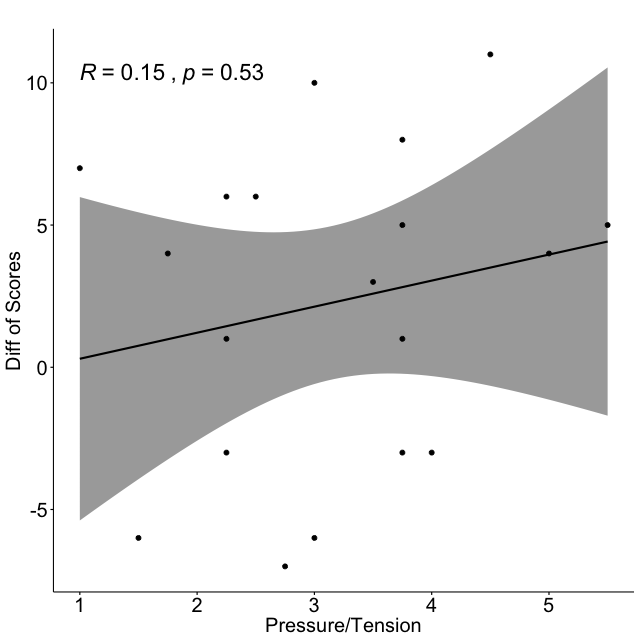 R = 0.15 , p = 0.53
10
5
0
-5
Diff of Scores
1 2 3 4 5
Pressure/Tension